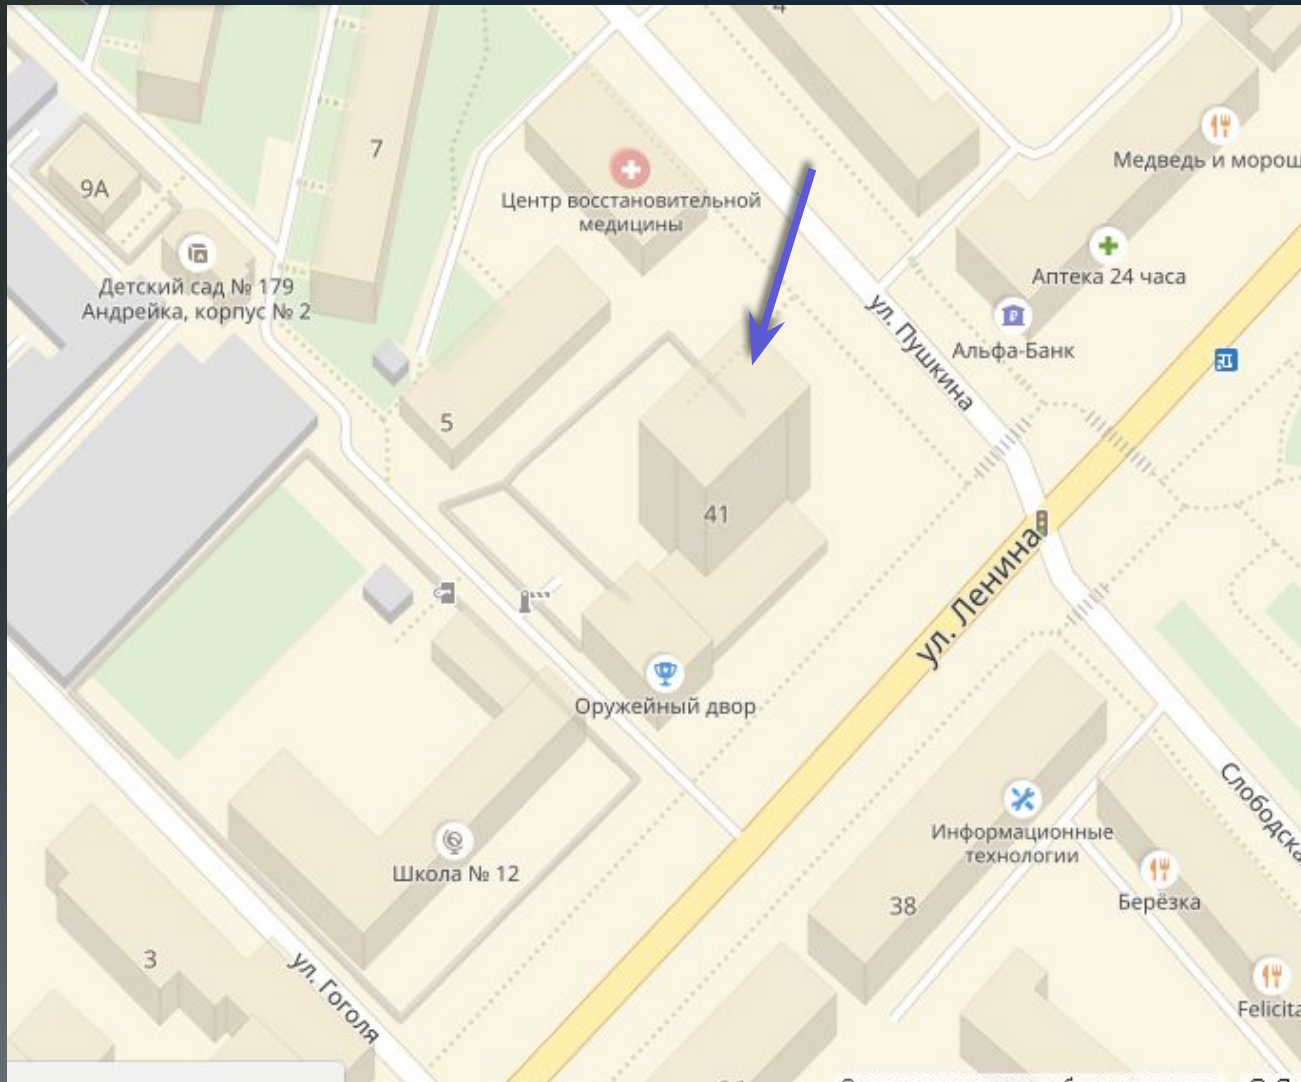 4
7
9А
Центр восстановительной
медицины
Медведь и морош
Аптека 24 часа
Детский сад № 179
Андрейка, корпус № 2
Альфа-Банк
ул. Пушкина
5
41
ул. Ленина
Оружейный двор
Слободска
Информационные
технологии
Школа № 12
Берёзка
38
3
ул. Гоголя
Felicita